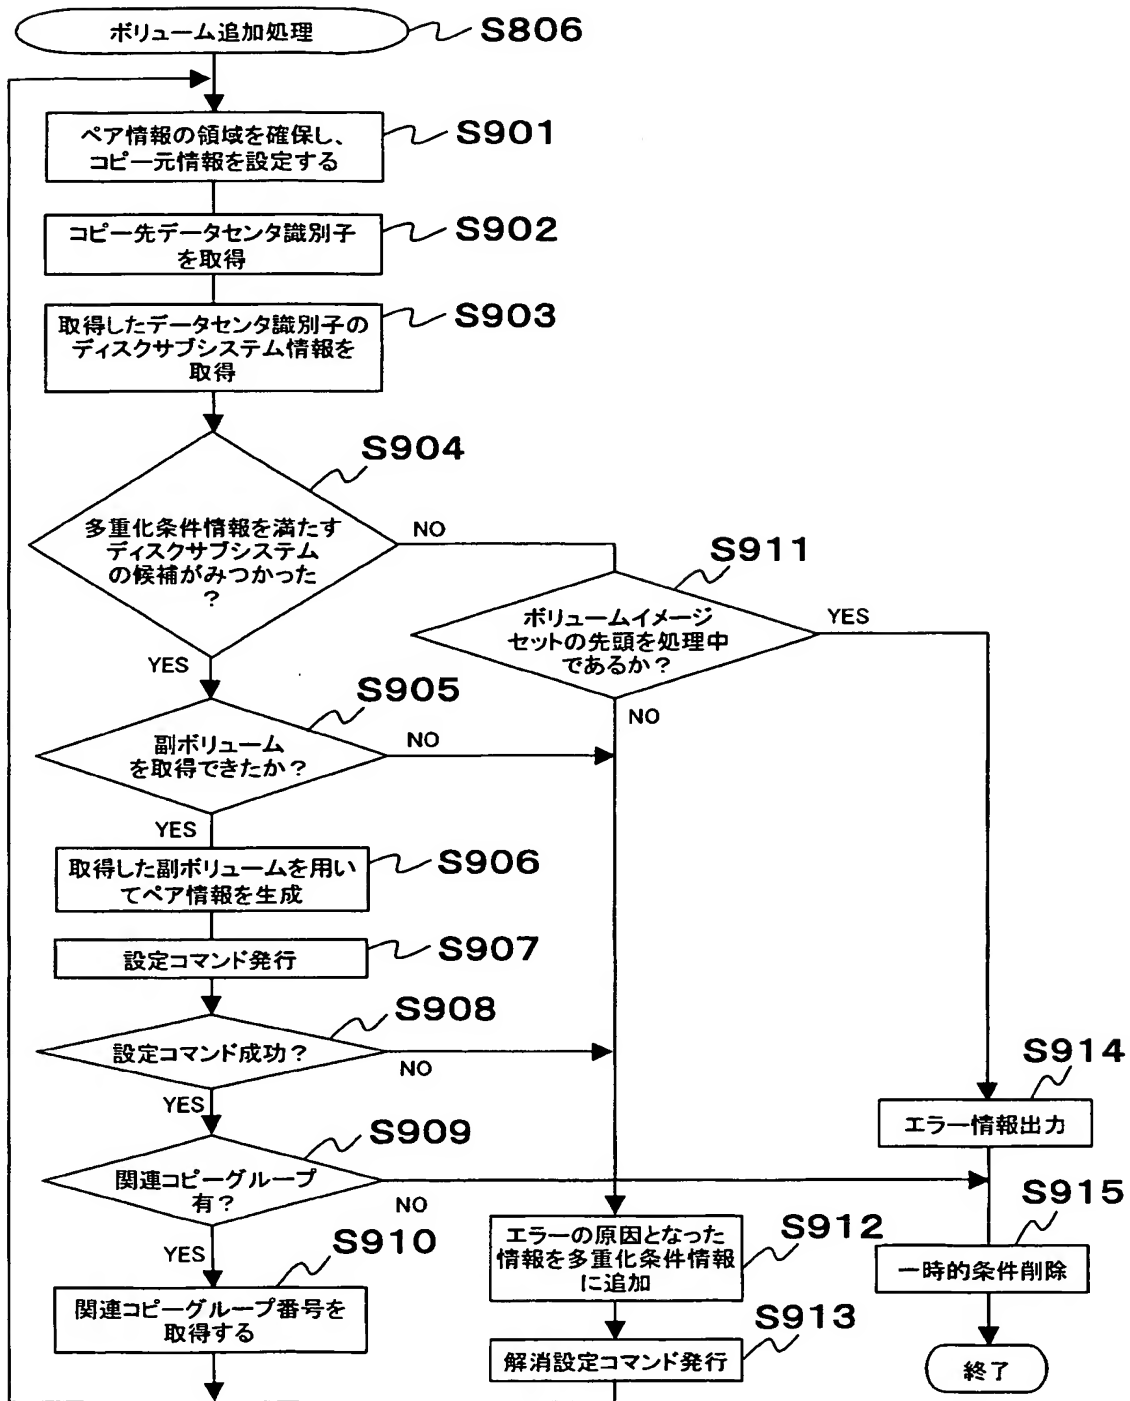 ボリューム追加処理
S806
ペア情報の領域を確保し、
コピー元情報を設定する
S901
コピー先データセンタ識別子
を取得
S902
取得したデータセンタ識別子の
ディスクサブシステム情報を
取得
S903
S904
多重化条件情報を満たす
ディスクサブシステム
の候補がみつかった
?
NO
YES
S911
ボリュームイメージ
セットの先頭を処理中
であるか?
YES
NO
S905
副ボリューム
を取得できたか?
NO
YES
取得した副ボリュームを用い
てペア情報を生成
S906
設定コマンド発行
S907
S908
設定コマンド成功?
NO
YES
S914
エラー情報出力
S909
関連コピーグループ
有?
NO
YES
S910
関連コピーグループ番号を
取得する
S912
エラーの原因となった
情報を多重化条件情報
に追加
S913
解消設定コマンド発行
S915
一時的条件削除
終了